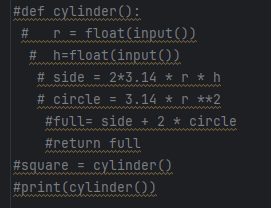 #def cylinder():
#   r = float(input())
#  h=float(input())
# side = 2*3.14 * r * h
# circle = 3.14 * r **2
#full= side + 2 * circle
#return full
#square = cylinder()
#print(cylinder())